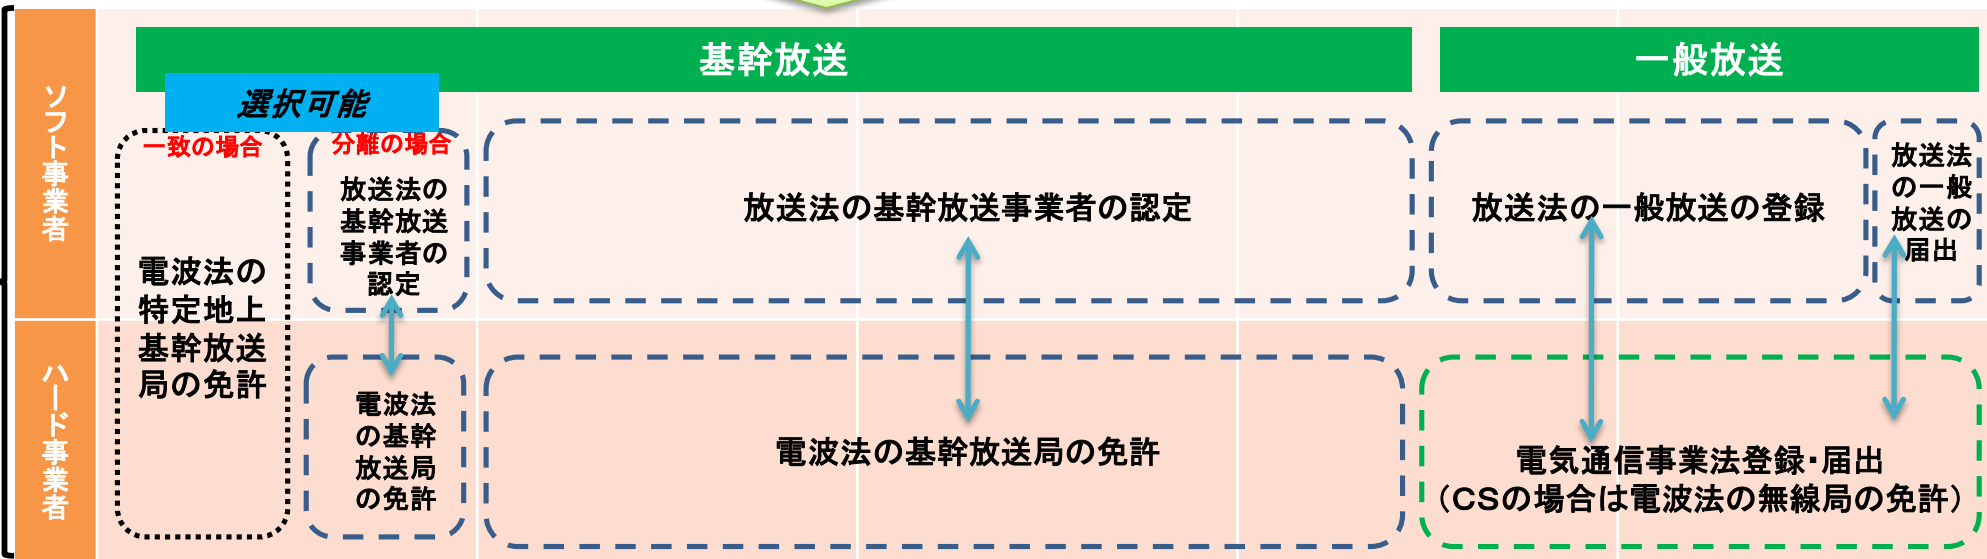 基幹放送
一般放送
選択可能
ソフト事業者
一致の場合
電波法の
特定地上
基幹放送
局の免許
分離の場合
放送法の
基幹放送
事業者の
認定
放送法の基幹放送事業者の認定
放送法の一般放送の登録
放送法
の一般
放送の
届出
ハード事業者
電波法
の基幹
放送局
の免許
電波法の基幹放送局の免許
電気通信事業法登録・届出
（CSの場合は電波法の無線局の免許）